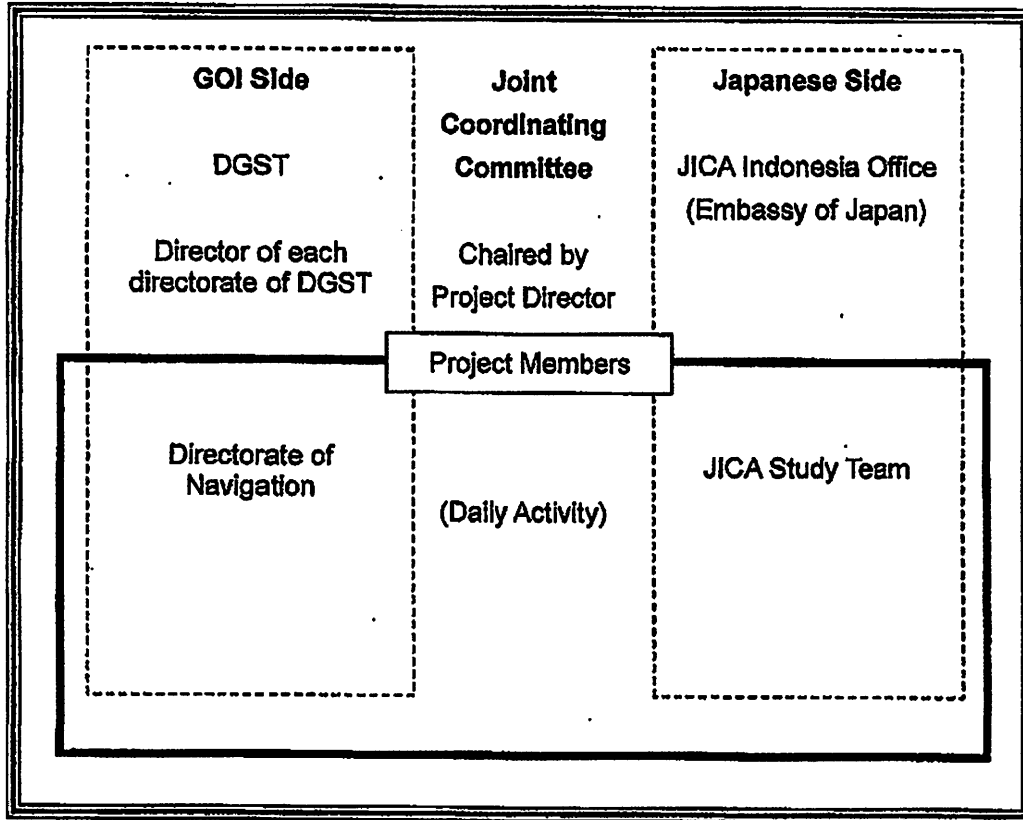 GOI Side
DGST
Director of each
directorate of DGST
Joint
Coordinating
Committee
Chaired by
Project Director
Japanese Side
JICA Indonesia Office
(Embassy of Japan)
Project Members
Directorate of
Navigation
(Daily Activity)
JICA Study Team